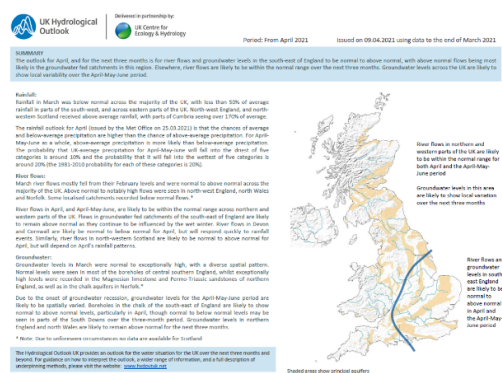 UK Hydrological
Outlook
Delivered in partnership by:
UK Centre for
Ecology & Hydrology
Period: From April 2021
Issued on 09.04.2021 using data to the end of March 2021
SUMMARY
The outlook for April, and for the next three months is for river flows and groundwater levels in the south-east of England to be normal to above normal, with above normal flows being most
likely in the groundwater fed catchments in this region. Elsewhere, river flows are likely to be within the normal range over the next three months. Groundwater levels across the UK are likely to
show local variability over the April-May-June period.
Rainfall:
Rainfall in March was below normal across the majority of the UK, with less than 50% of average
rainfall in parts of the south-west, and across eastern parts of the UK. North-west England, and north-
western Scotland received above average rainfall, with parts of Cumbria seeing over 170% of average.
The rainfall outlook for April (issued by the Met Office on 25.03.2021) is that the chances of average
and below-average precipitation are higher than the chance of above-average precipitation. For April-
May-June as a whole, above-average precipitation is more likely than below-average precipitation.
The probability that UK-average precipitation for April-May-June will fall into the driest of five
categories is around 10% and the probability that it will fall into the wettest of five categories is
around 20% (the 1981-2010 probability for each of these categories is 20%).
River flows:
March river flows mostly fell from their February levels and were normal to above normal across the
majority of the UK. Above normal to notably high flows were seen in north-west England, north Wales
and Norfolk. Some localised catchments recorded below normal flows.*
River flows in April, and April-May-June, are likely to be within the normal range across northern and
western parts of the UK. Flows in groundwater fed catchments of the south-east of England are likely
to remain above normal as they continue to be influenced by the wet winter. River flows in Devon
and Cornwall are likely to be normal to below normal for April, but will respond quickly to rainfall
events. Similarly, river flows in north-western Scotland are likely to be normal to above normal for
April, but will depend on April's rainfall patterns.
Groundwater:
Groundwater levels in March were normal to exceptionally high, with a diverse spatial pattern.
Normal levels were seen in most of the boreholes of central southern England, whilst exceptionally
high levels were recorded in the Magnesian limestone and Permo-Triassic sandstones of northern
England, as well as in the chalk aquifers in Norfolk.*
Due to the onset of groundwater recession, groundwater levels for the April-May-June period are
likely to be spatially varied. Boreholes in the chalk of the south-east of England are likely to show
normal to above normal levels, particularly in April, though normal to below normal levels may be
seen in parts of the South Downs over the three-month period. Groundwater levels in northern
England and north Wales are likely to remain above normal for the next three months.
* Note: Due to unforeseen circumstances no data are available for Scotland
The Hydrological Outlook UK provides an outlook for the water situation for the UK over the next three months and
beyond. For guidance on how to interpret the outlook, a wider range of information, and a full description of
underpinning methods, please visit the website: www.hydoutuk.net
River flows in northern and
western parts of the UK are likely
to be within the normal range for
both April and the April-May-
June period
Groundwater levels in this area
are likely to show local variation
over the next three months
River flows an
groundwater
levels in south
east England
are likely to be
normal to
above normal
in April and
the April-May-
June period
Shaded areas show principal aquifers